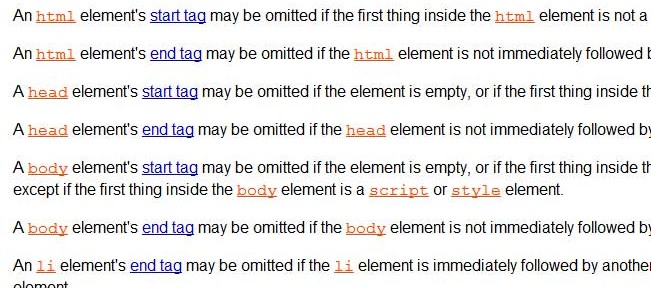 An html element's start tag may be omitted if the first thing inside the html element is not a
An html element's end tag may be omitted if the html element is not immediately followed
A head element's start tag may be omitted if the element is empty, or if the first thing inside
A head element's end tag may be omitted if the head element is not immediately followed by
A body element's start tag may be omitted if the element is empty, or if the first thing inside
except if the first thing inside the body element is a script or style element.
A body element's end tag may be omitted if the body element is not immediately followed by
An li element's end tag may be omitted if the li element is immediately followed by another
element